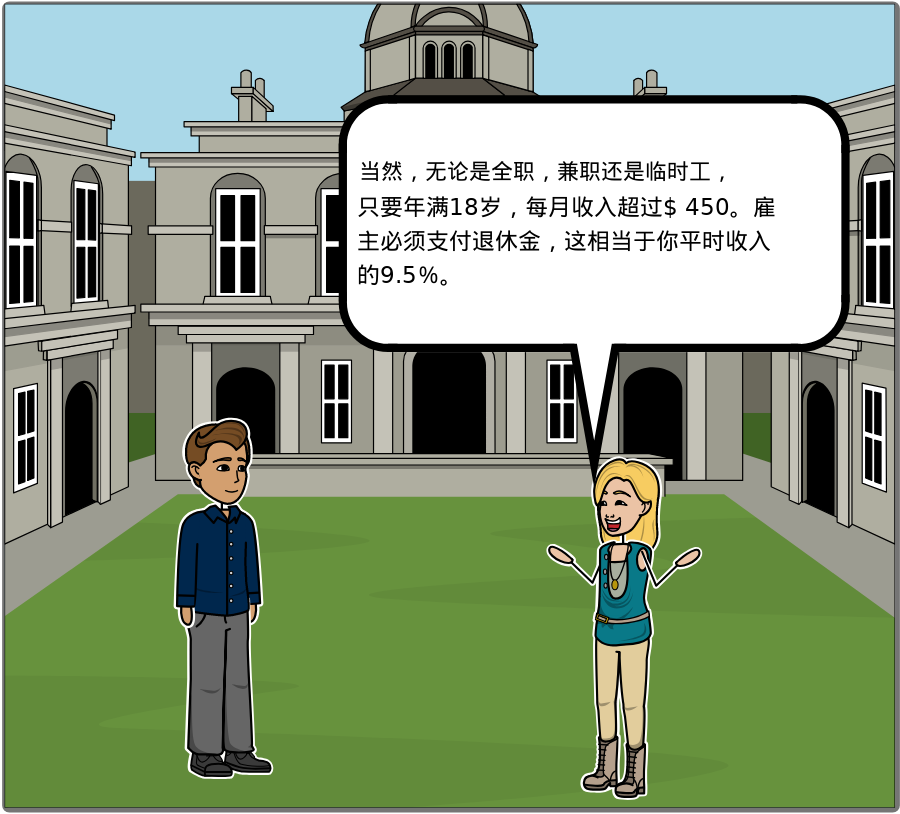 当然，无论是全职，兼职还是临时工，
只要年满18岁，每月收入超过$ 450。雇
主必须支付退休金，这相当于你平时收入
的9.5%。